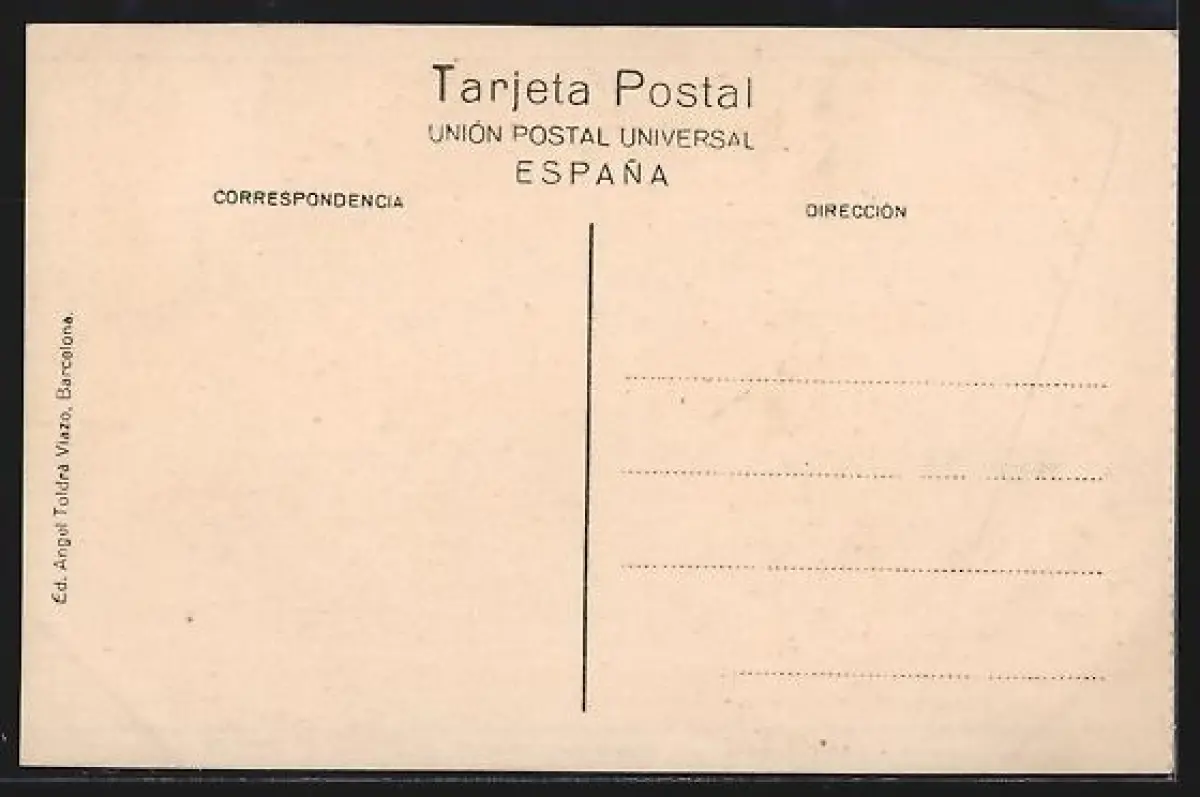 Tarjeta Postal
UNIÓN POSTAL UNIVERSAL
ESPAÑA
CORRESPONDENCIA
DIRECCIÓN
Ed. Angel Toldrá Viazo, Barcelona.